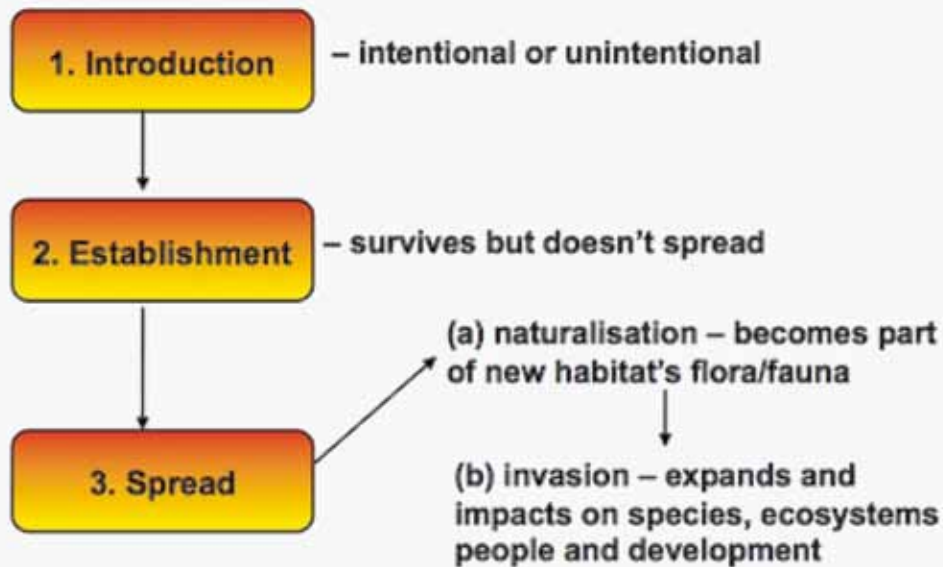 1. Introduction
– intentional or unintentional
2. Establishment
– survives but doesn't spread
3. Spread
(a) naturalisation – becomes part
of new habitat's flora/fauna
(b) invasion – expands and
impacts on species, ecosystems
people and development